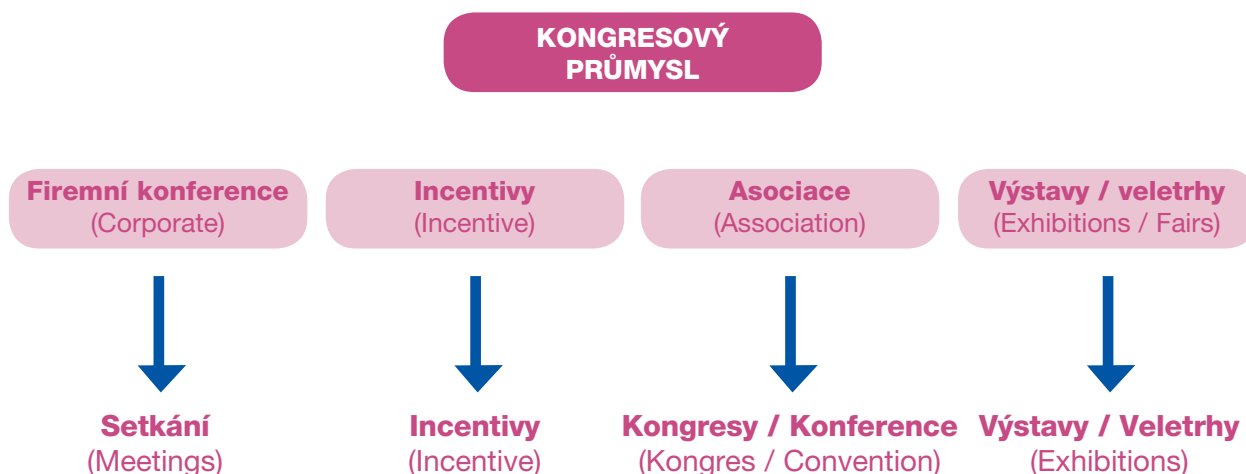 KONGRESOVÝ
PRŮMYSL
Firemní konference
(Corporate)
Incentivy
(Incentive)
Asociace
(Association)
Výstavy / veletrhy
(Exhibitions / Fairs)
Setkání
(Meetings)
Incentivy
(Incentive)
Kongresy / Konference
(Kongres / Convention)
Výstavy / Veletrhy
(Exhibitions)